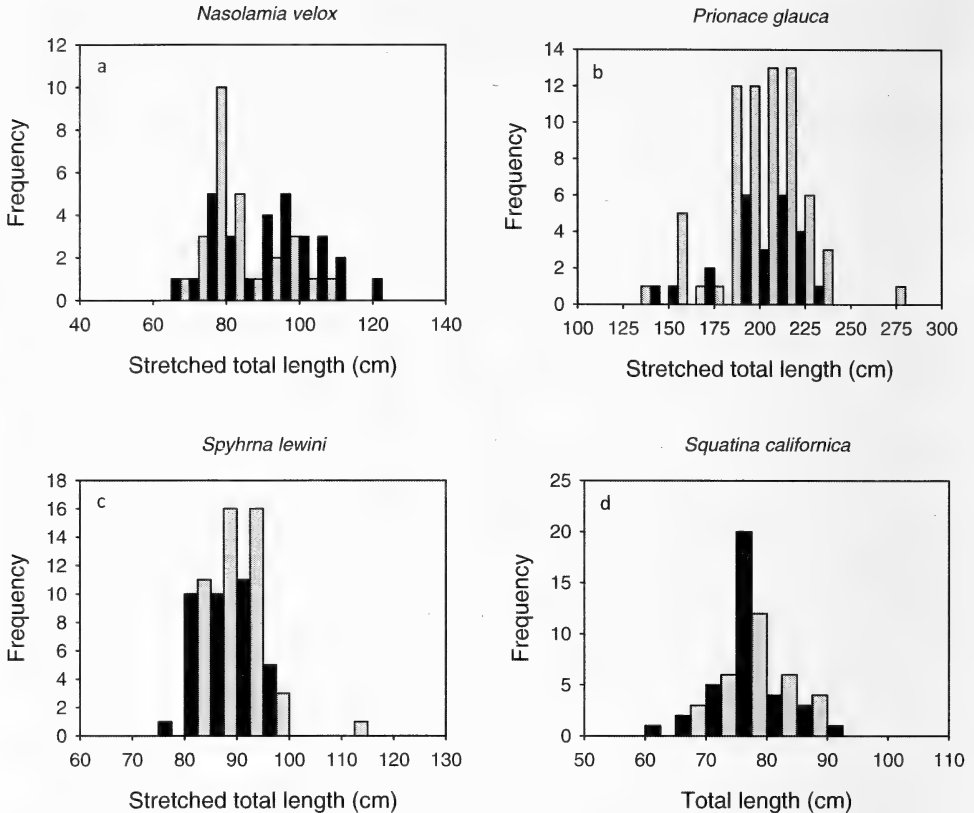 Nasolamia velox
a
Frequency
12
10
8
6
4
2
0
40 60 80 100 120 140
Stretched total length (cm)
Prionace glauca
b
Frequency
14
12
10
8
6
4
2
0
100 125 150 175 200 225 250 275 300
Stretched total length (cm)
Spyhrna lewini
c
Frequency
18
16
14
12
10
8
6
4
2
0
60 70 80 90 100 110 120 130
Stretched total length (cm)
Squatina californica
d
Frequency
25
20
15
10
5
0
50 60 70 80 90 100 110
Total length (cm)